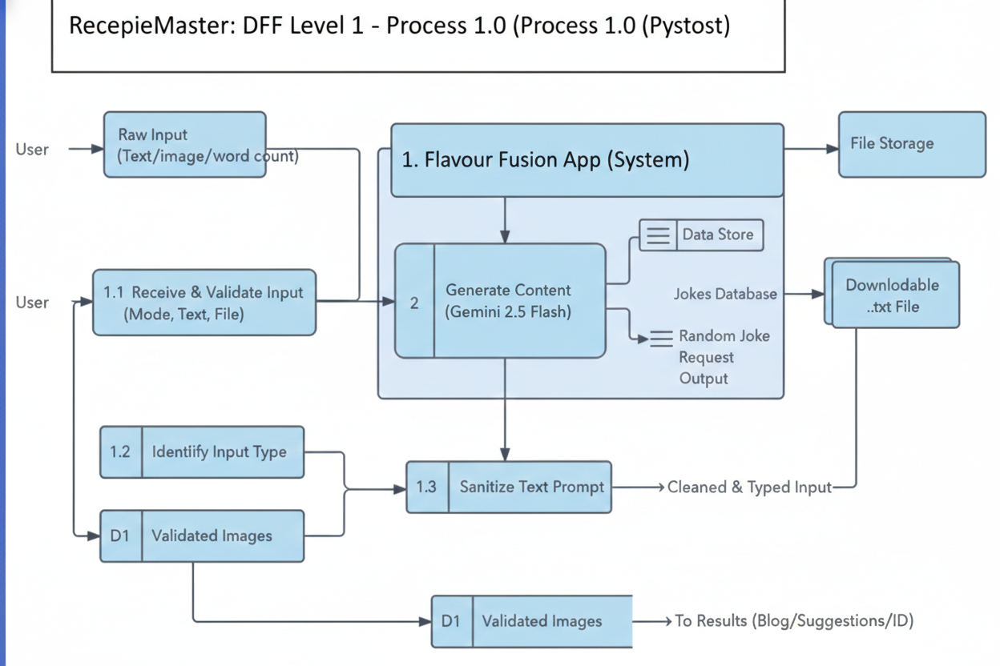 RecepieMaster: DFF Level 1 - Process 1.0 (Process 1.0 (Pystost)
User
Raw Input
(Text/image/word count)
1. Flavour Fusion App (System)
File Storage
Data Store
User
1.1 Receive & Validate Input
(Mode, Text, File)
2
Generate Content
(Gemini 2.5 Flash)
Jokes Database
Downlodable
..txt File
Random Joke
Request
Output
1.2
Identlify Input Type
1.3
Sanitize Text Prompt
Cleaned & Typed Input
D1
Validated Images
D1
Validated Images
To Results (Blog/Suggestions/ID)